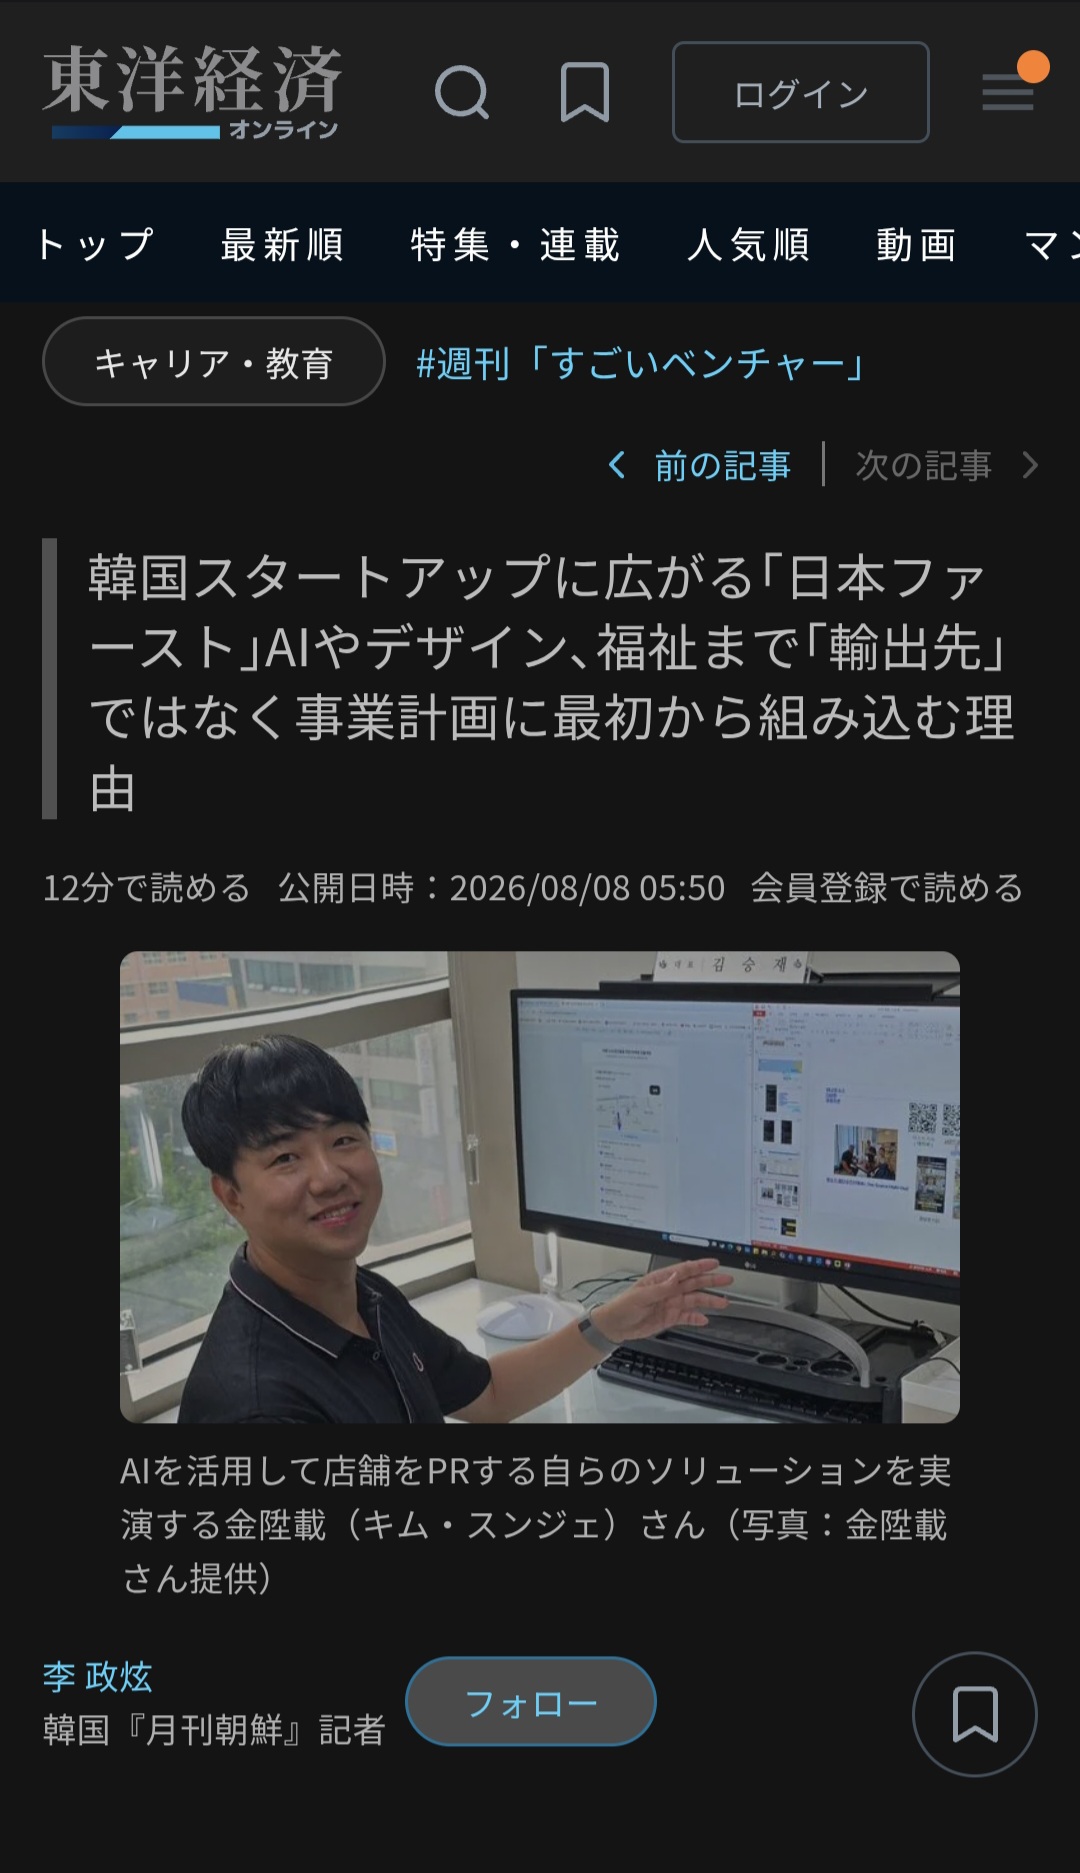 東洋経済
オンライン
ログイン
トップ 最新順 特集・連載 人気順 動画 マン
キャリア・教育 #週刊「すごいベンチャー」
前の記事 次の記事
韓国スタートアップに広がる「日本ファ
ースト」AIやデザイン、福祉まで「輸出先」
ではなく事業計画に最初から組み込む理
由
12分で読める 公開日時：2026/08/08 05:50 会員登録で読める
대표 김승재
AIを活用して店舗をPRする自らのソリューションを実
演する金陞載（キム・スンジェ）さん（写真：金陞載
さん提供）
李 政炫
韓国『月刊朝鮮』記者
フォロー